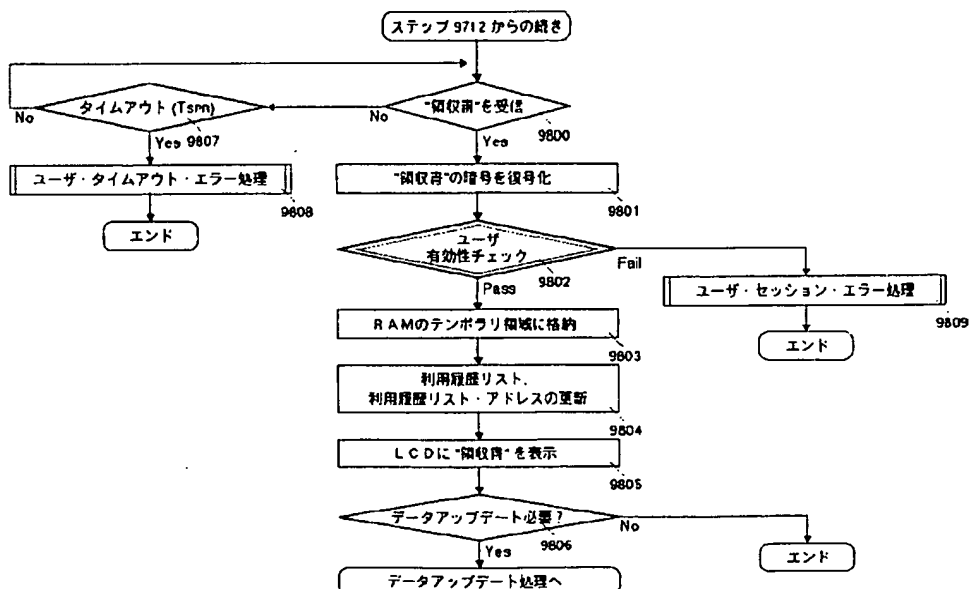 ステップ 9712 からの続き
タイムアウト (Tsrn)
No
9807
Yes
"領収書"を受信
No
9800
Yes
ユーザ・タイムアウト・エラー処理
9808
エンド
"領収書"の暗号を復号化
9801
ユーザ
有効性チェック
9802
Fail
Pass
ユーザ・セッション・エラー処理
9809
エンド
RAMのテンポラリ領域に格納
9803
利用履歴リスト,
利用履歴リスト・アドレスの更新
9804
LCDに"領収書"を表示
9805
データアップデート必要?
No
9806
Yes
エンド
データアップデート処理へ